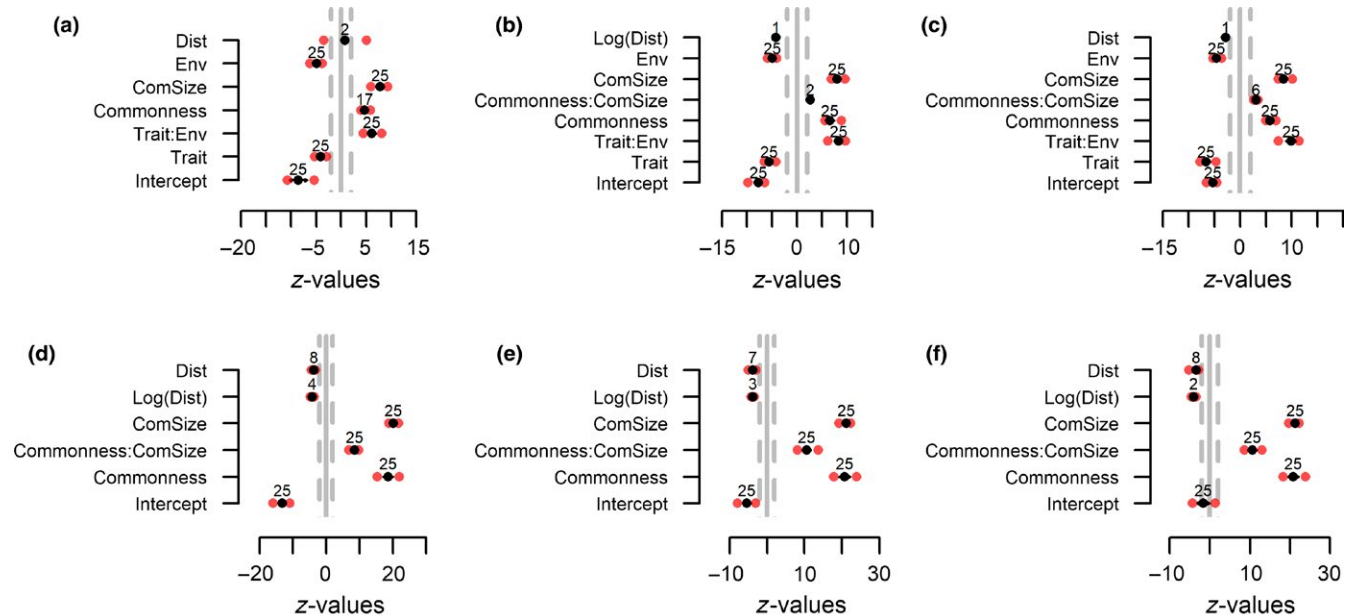 (a)
Dist
2
Env
25
ComSize
25
Commonness
17
Trait:Env
25
Trait
25
Intercept
25
–20 –5 5 15
z-values
(b)
Log(Dist)
1
Env
25
ComSize
25
Commonness:ComSize
2
Commonness
25
Trait:Env
25
Trait
25
Intercept
25
–15 0 10
z-values
(c)
Dist
1
Env
25
ComSize
25
Commonness:ComSize
6
Commonness
25
Trait:Env
25
Trait
25
Intercept
25
–15 0 10
z-values
(d)
Dist
8
Log(Dist)
4
ComSize
25
Commonness:ComSize
25
Commonness
25
Intercept
25
–20 0 20
z-values
(e)
Dist
7
Log(Dist)
3
ComSize
25
Commonness:ComSize
25
Commonness
25
Intercept
25
–10 10 30
z-values
(f)
Dist
8
Log(Dist)
2
ComSize
25
Commonness:ComSize
25
Commonness
25
Intercept
25
–10 10 30
z-values